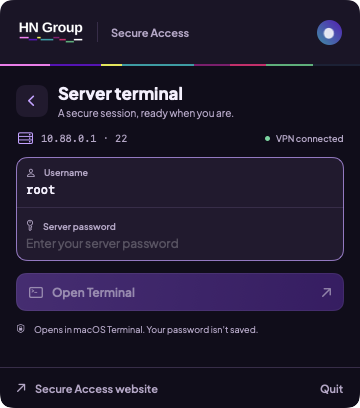 HN Group
Secure Access
Server terminal
A secure session, ready when you are.
10.88.0.1 · 22
VPN connected
Username
root
Server password
Enter your server password
Open Terminal
Opens in macOS Terminal. Your password isn't saved.
Secure Access website
Quit